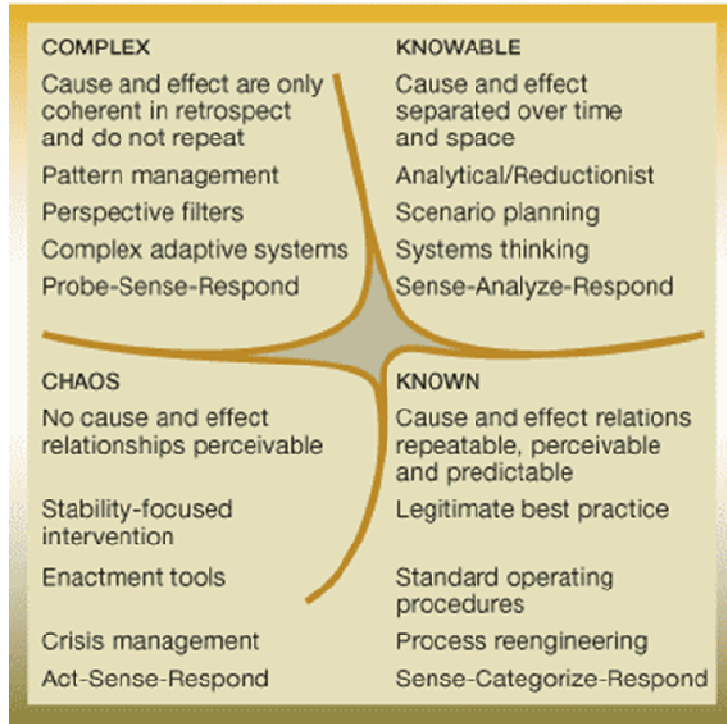 COMPLEX
Cause and effect are only
coherent in retrospect
and do not repeat
Pattern management
Perspective filters
Complex adaptive systems
Probe-Sense-Respond
KNOWABLE
Cause and effect
separated over time
and space
Analytical/Reductionist
Scenario planning
Systems thinking
Sense-Analyze-Respond
CHAOS
No cause and effect
relationships perceivable
Stability-focused
intervention
Enactment tools
Crisis management
Act-Sense-Respond
KNOWN
Cause and effect relations
repeatable, perceivable
and predictable
Legitimate best practice
Standard operating
procedures
Process reengineering
Sense-Categorize-Respond